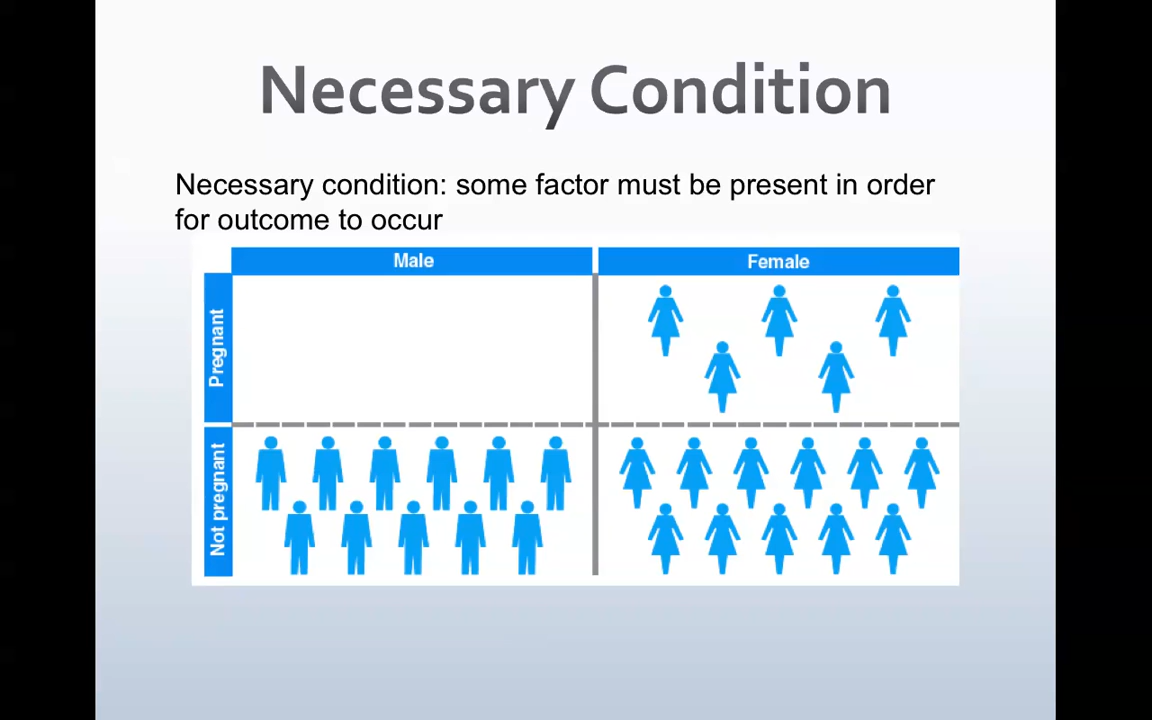 Necessary Condition
Necessary condition: some factor must be present in order
for outcome to occur
Male
Female
Pregnant
Not pregnant